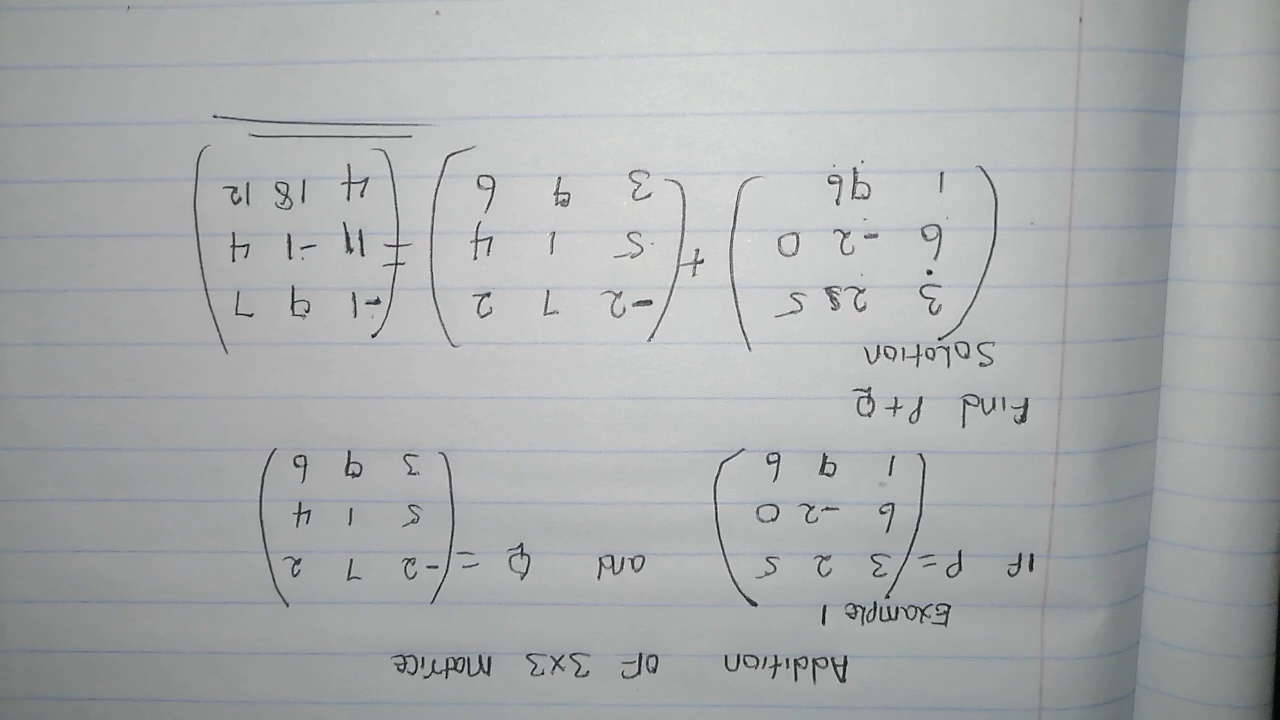 Addition OF 3x3 matrice
Example 1
IF P = ( 3 2 5 and Q = ( -2 7 2
6 -2 0 5 1 4
1 9 6 ) 3 9 6 )
Find P+Q
Solotion
( 3 2 5 -2 7 2 -1 9 7
6 -2 0 ) + ( 5 1 4 ) = ( 11 -1 4
1 9 6 3 9 6 4 18 12 )